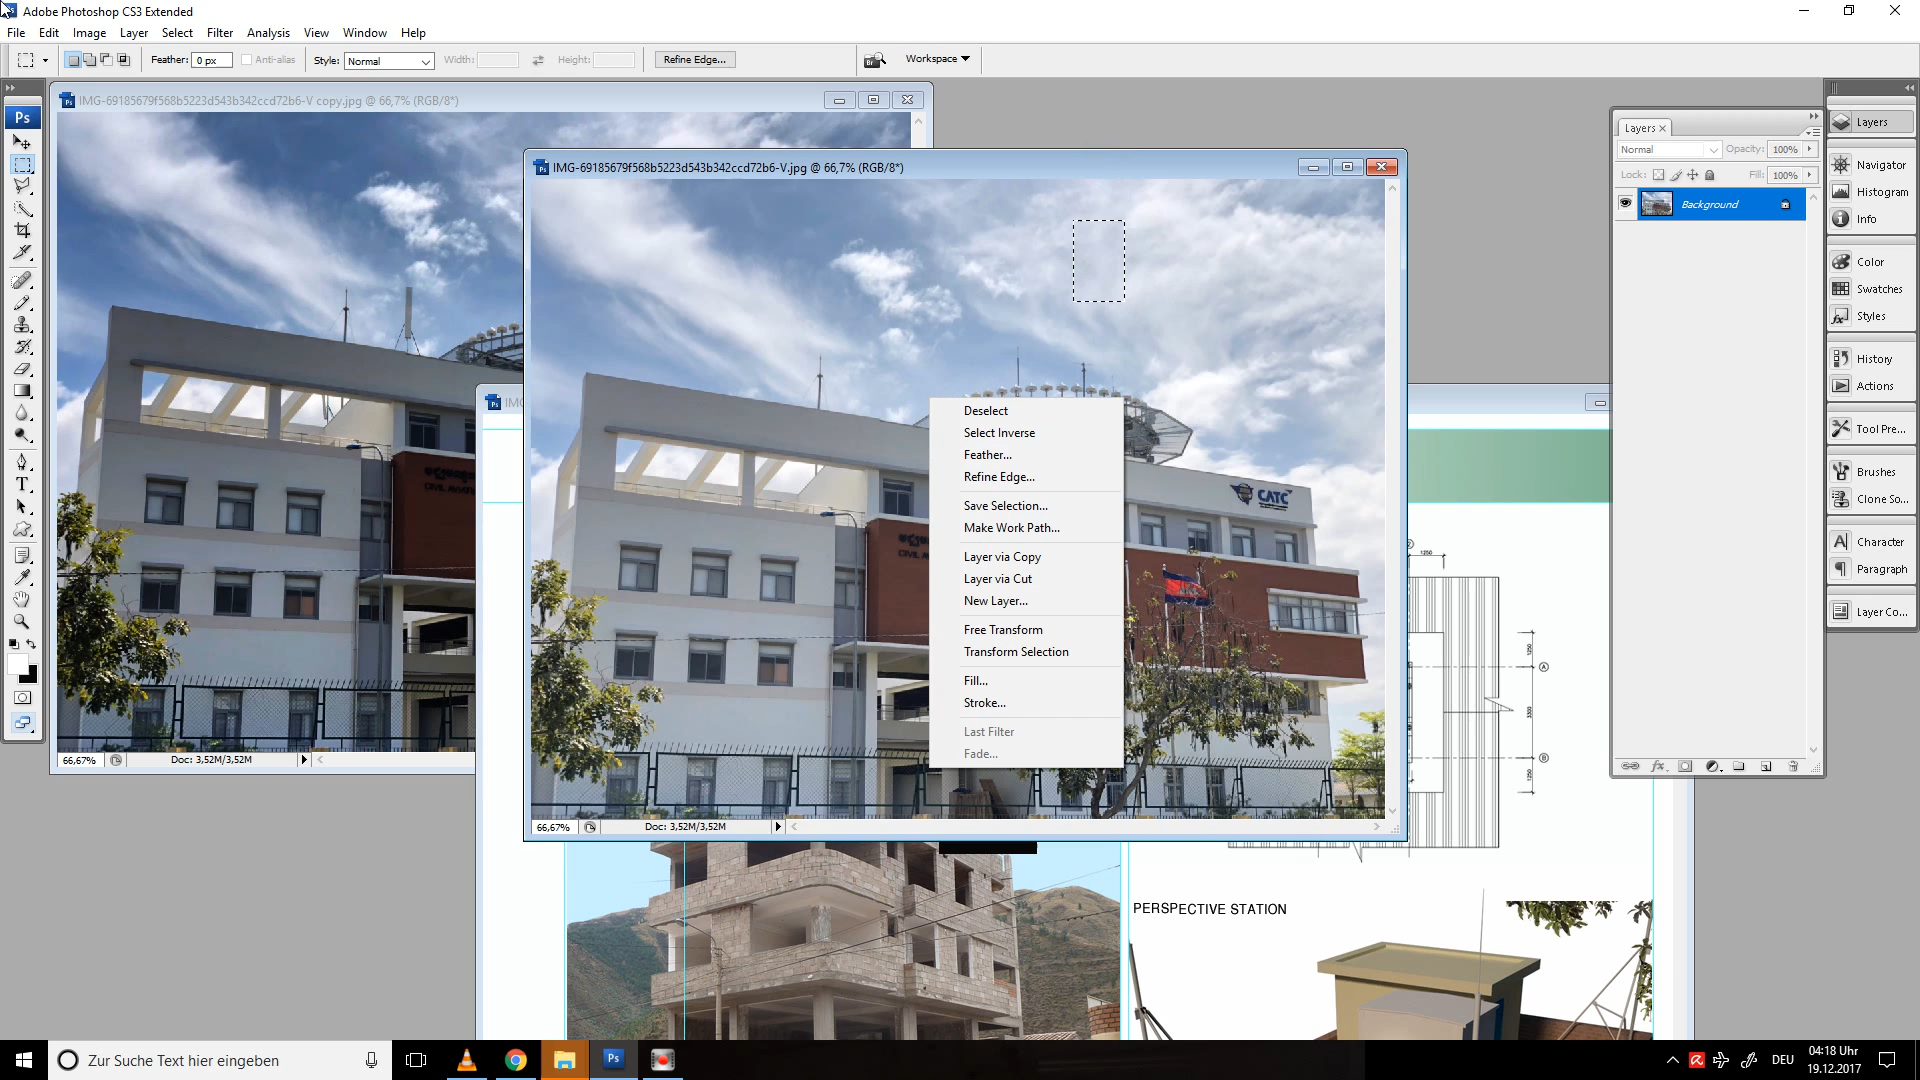 Adobe Photoshop CS3 Extended
File Edit Image Layer Select Filter Analysis View Window Help
Feather: 0 px Anti-alias Style: Normal Width: Height: Refine Edge... Workspace
IMG-69185679f568b5223d543b342ccd72b6-V copy.jpg @ 66,7% (RGB/8*)
IMG-69185679f568b5223d543b342ccd72b6-V.jpg @ 66,7% (RGB/8*)
Ps
T
Layers
Normal Opacity: 100%
Lock: Fill: 100%
Background
Layers
Navigator
Histogram
Info
Color
Swatches
Styles
History
Actions
Tool Pre...
Brushes
Clone So...
Character
Paragraph
Layer Co...
CATC
Deselect
Select Inverse
Feather...
Refine Edge...
Save Selection...
Make Work Path...
Layer via Copy
Layer via Cut
New Layer...
Free Transform
Transform Selection
Fill...
Stroke...
Last Filter
Fade...
66,67% Doc: 3,52M/3,52M
66,67% Doc: 3,52M/3,52M
1250
1250
A
3300
B
1250
PERSPECTIVE STATION
Zur Suche Text hier eingeben
Ps
DEU
04:18 Uhr
19.12.2017